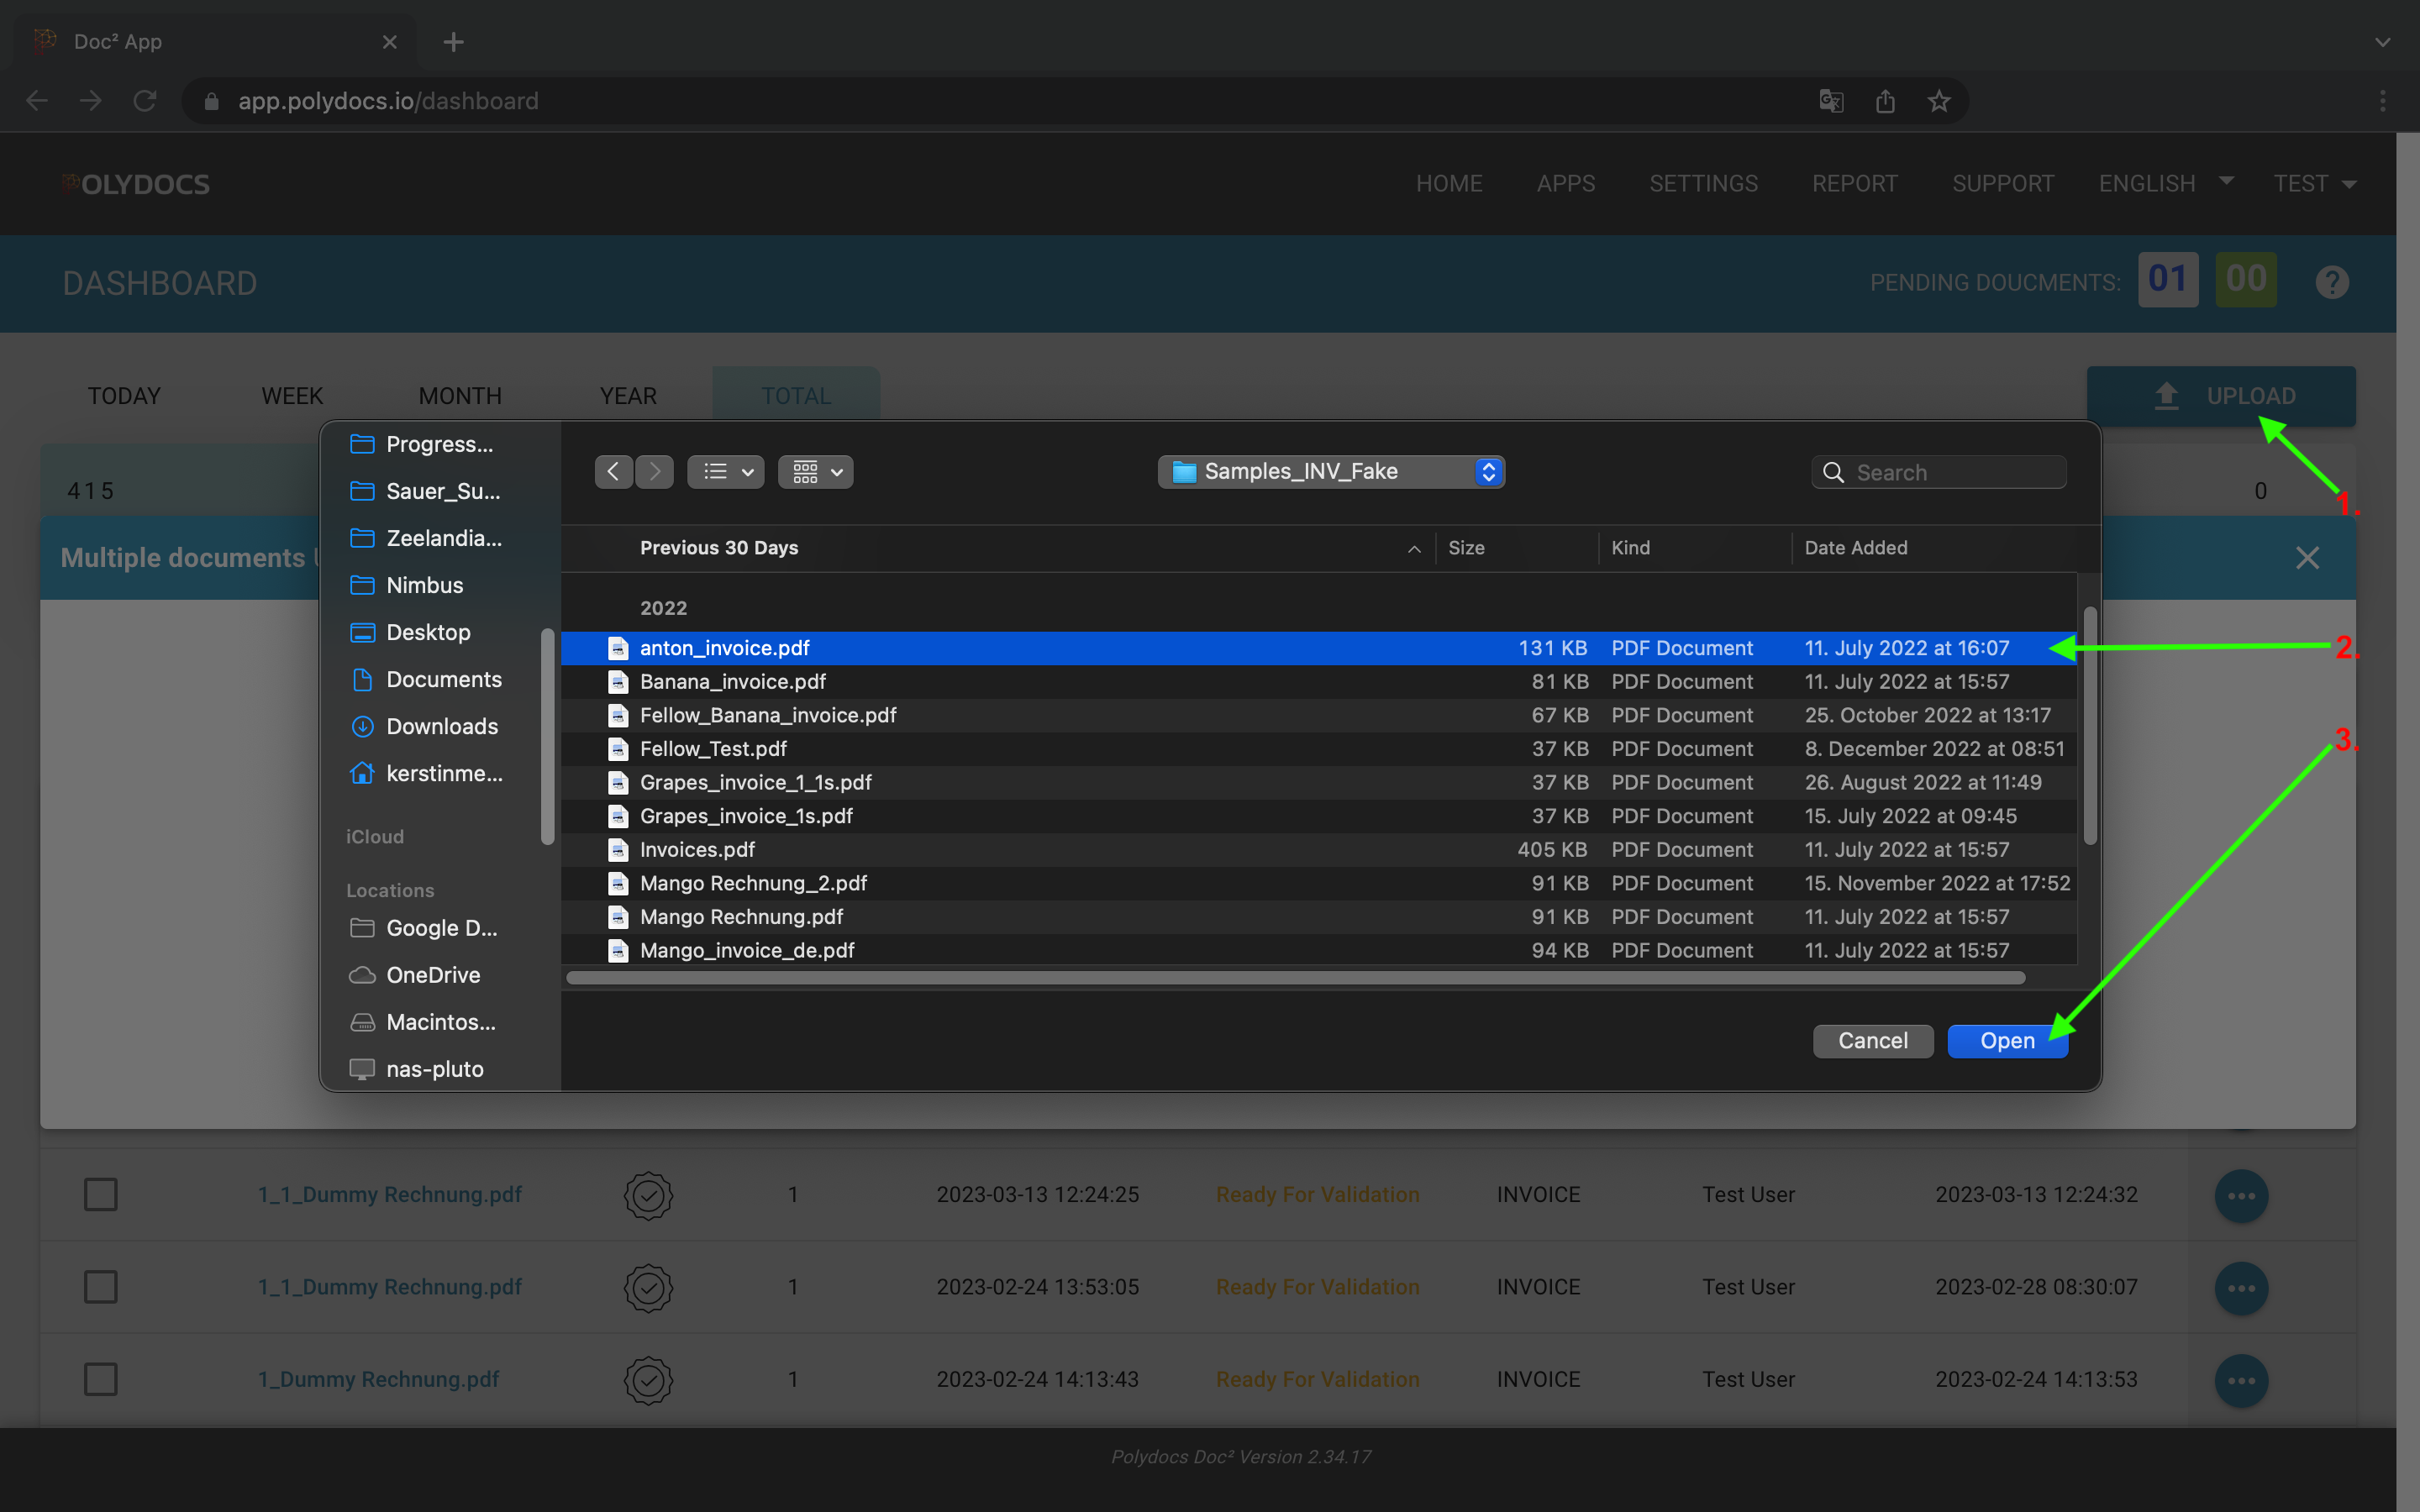 Doc² App
app.polydocs.io/dashboard
POLYDOCS
HOME APPS SETTINGS REPORT SUPPORT ENGLISH TEST
DASHBOARD
PENDING DOUCMENTS: 01 00 ?
TODAY WEEK MONTH YEAR TOTAL
UPLOAD
415
0
1.
Multiple documents
Progress...
Sauer_Su...
Zeelandia...
Nimbus
Desktop
Documents
Downloads
kerstinme...
iCloud
Locations
Google D...
OneDrive
Macintos...
nas-pluto
Samples_INV_Fake
Search
Previous 30 Days Size Kind Date Added
2022
anton_invoice.pdf 131 KB PDF Document 11. July 2022 at 16:07
2.
Banana_invoice.pdf 81 KB PDF Document 11. July 2022 at 15:57
Fellow_Banana_invoice.pdf 67 KB PDF Document 25. October 2022 at 13:17
Fellow_Test.pdf 37 KB PDF Document 8. December 2022 at 08:51
3.
Grapes_invoice_1_1s.pdf 37 KB PDF Document 26. August 2022 at 11:49
Grapes_invoice_1s.pdf 37 KB PDF Document 15. July 2022 at 09:45
Invoices.pdf 405 KB PDF Document 11. July 2022 at 15:57
Mango Rechnung_2.pdf 91 KB PDF Document 15. November 2022 at 17:52
Mango Rechnung.pdf 91 KB PDF Document 11. July 2022 at 15:57
Mango_invoice_de.pdf 94 KB PDF Document 11. July 2022 at 15:57
Cancel Open
1_1_Dummy Rechnung.pdf 1 2023-03-13 12:24:25 Ready For Validation INVOICE Test User 2023-03-13 12:24:32
1_1_Dummy Rechnung.pdf 1 2023-02-24 13:53:05 Ready For Validation INVOICE Test User 2023-02-28 08:30:07
1_Dummy Rechnung.pdf 1 2023-02-24 14:13:43 Ready For Validation INVOICE Test User 2023-02-24 14:13:53
Polydocs Doc² Version 2.34.17